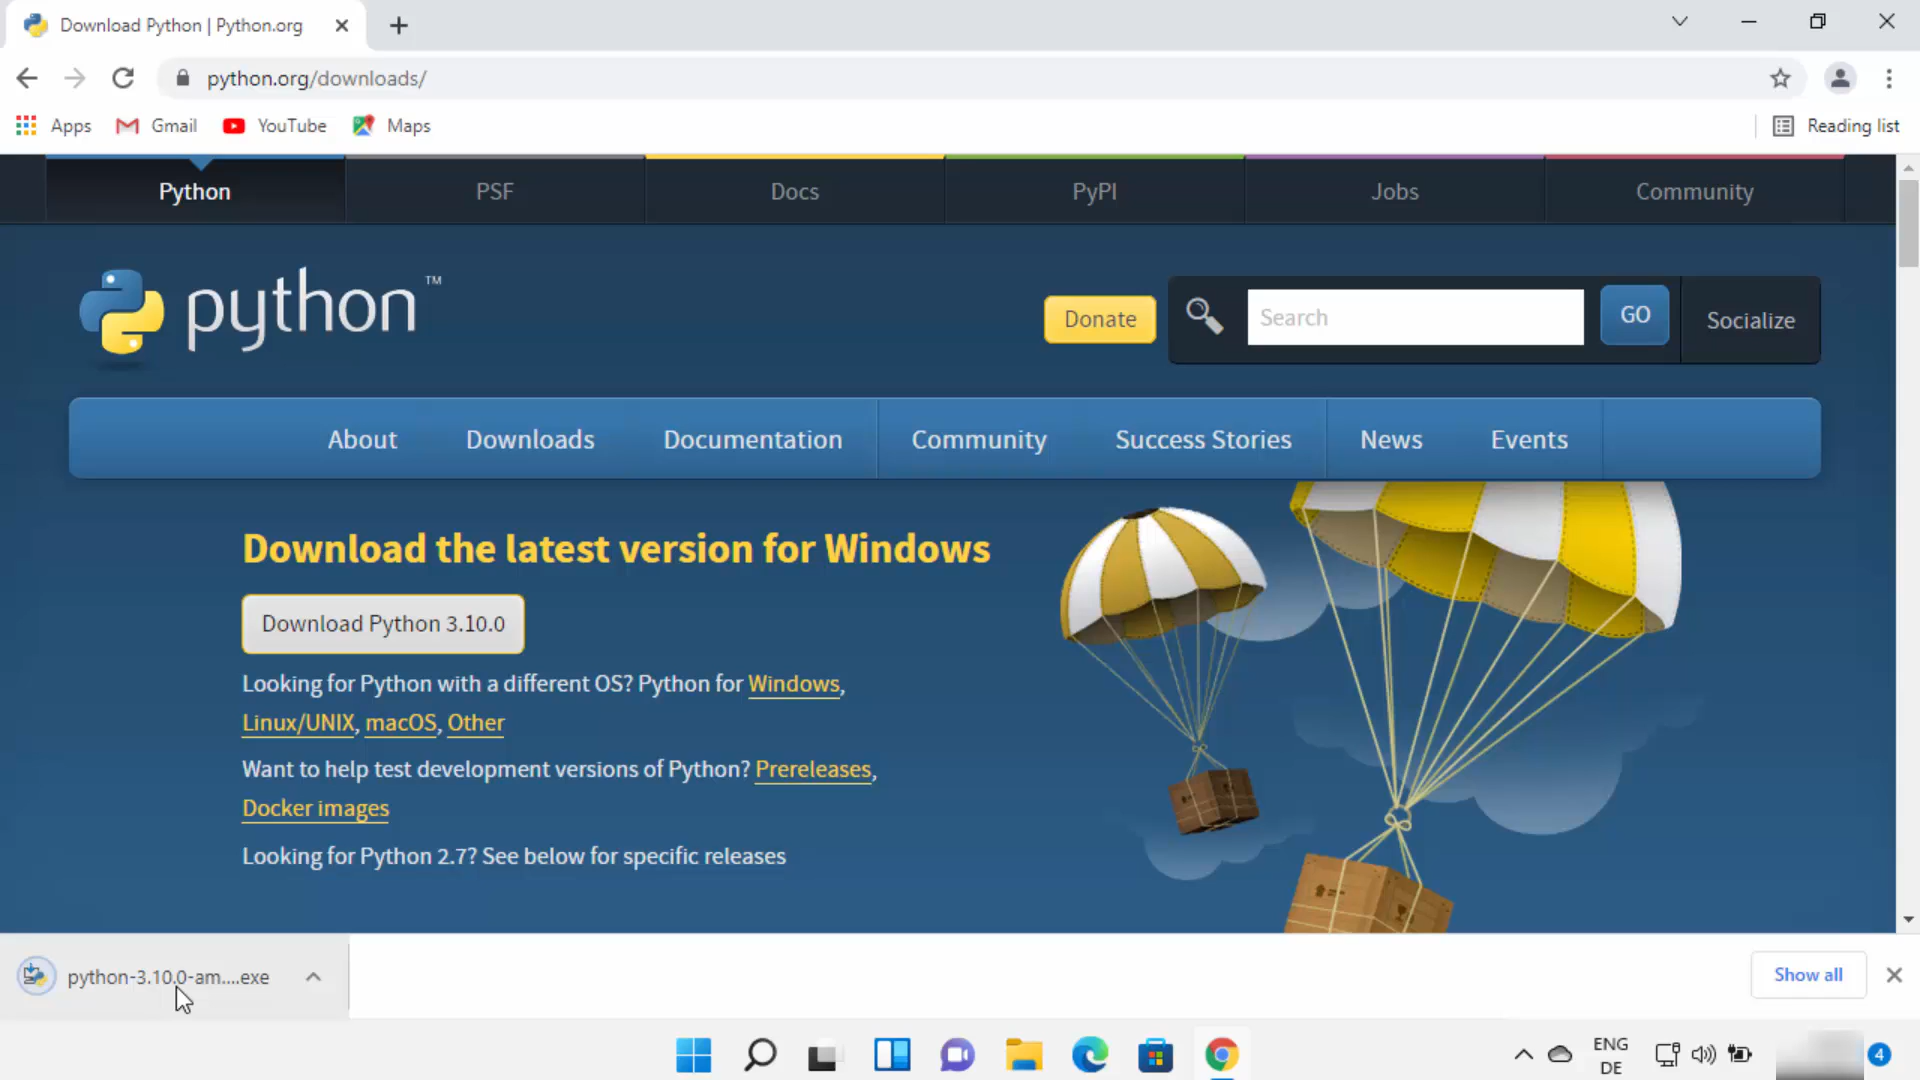 Download Python | Python.org
python.org/downloads/
Apps Gmail YouTube Maps Reading list
Python PSF Docs PyPI Jobs Community
python™
Donate Search GO Socialize
About Downloads Documentation Community Success Stories News Events
Download the latest version for Windows
Download Python 3.10.0
Looking for Python with a different OS? Python for Windows,
Linux/UNIX, macOS, Other
Want to help test development versions of Python? Prereleases,
Docker images
Looking for Python 2.7? See below for specific releases
python-3.10.0-am....exe Show all
ENG
DE
4